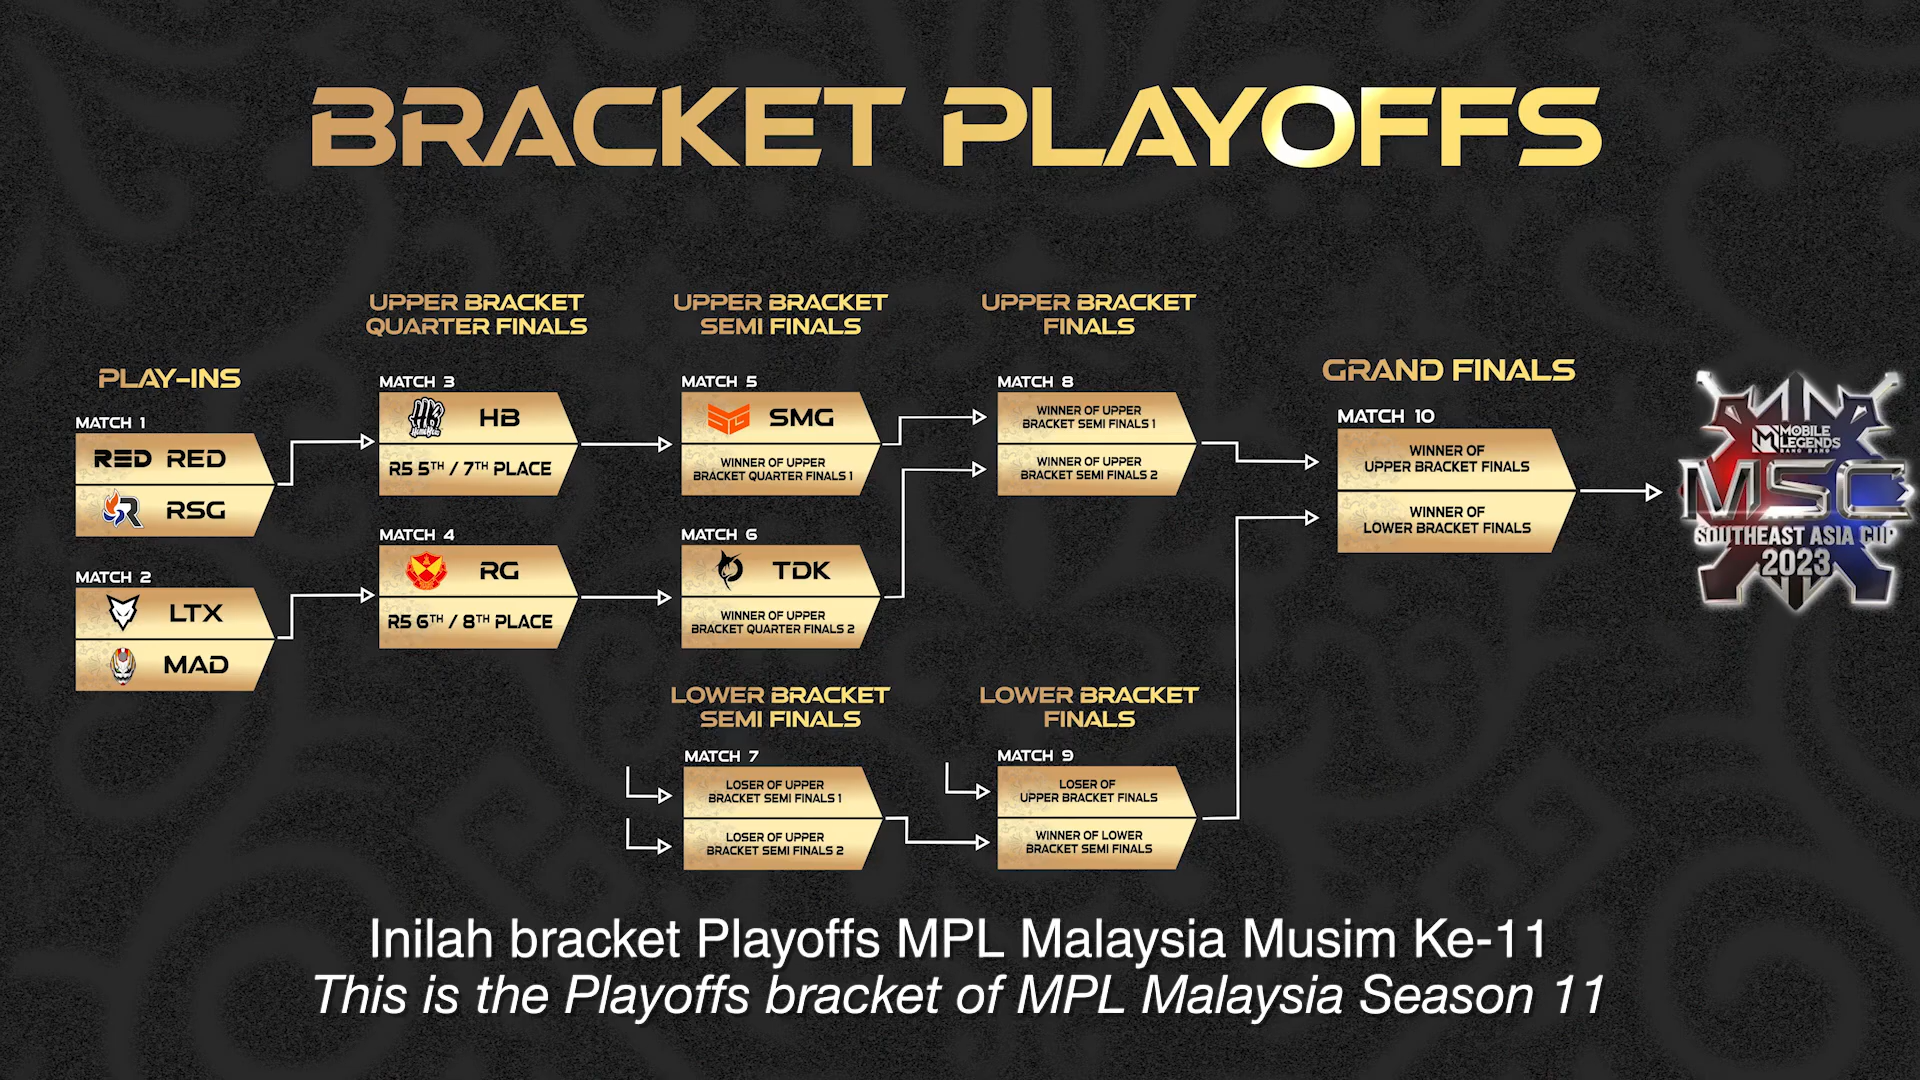 BRACKET PLAYOFFS
PLAY-INS
MATCH 1
RED RED
RSG
MATCH 2
LTX
MAD
UPPER BRACKET
QUARTER FINALS
MATCH 3
HB
R5 5TH / 7TH PLACE
MATCH 4
RG
R5 6TH / 8TH PLACE
UPPER BRACKET
SEMI FINALS
MATCH 5
SMG
WINNER OF UPPER
BRACKET QUARTER FINALS 1
MATCH 6
TDK
WINNER OF UPPER
BRACKET QUARTER FINALS 2
LOWER BRACKET
SEMI FINALS
MATCH 7
LOSER OF UPPER
BRACKET SEMI FINALS 1
LOSER OF UPPER
BRACKET SEMI FINALS 2
UPPER BRACKET
FINALS
MATCH 8
WINNER OF UPPER
BRACKET SEMI FINALS 1
WINNER OF UPPER
BRACKET SEMI FINALS 2
LOWER BRACKET
FINALS
MATCH 9
LOSER OF
UPPER BRACKET FINALS
WINNER OF LOWER
BRACKET SEMI FINALS
GRAND FINALS
MATCH 10
WINNER OF
UPPER BRACKET FINALS
WINNER OF
LOWER BRACKET FINALS
MOBILE
LEGENDS
BANG BANG
MSC
SOUTHEAST ASIA CUP
2023
Inilah bracket Playoffs MPL Malaysia Musim Ke-11
This is the Playoffs bracket of MPL Malaysia Season 11